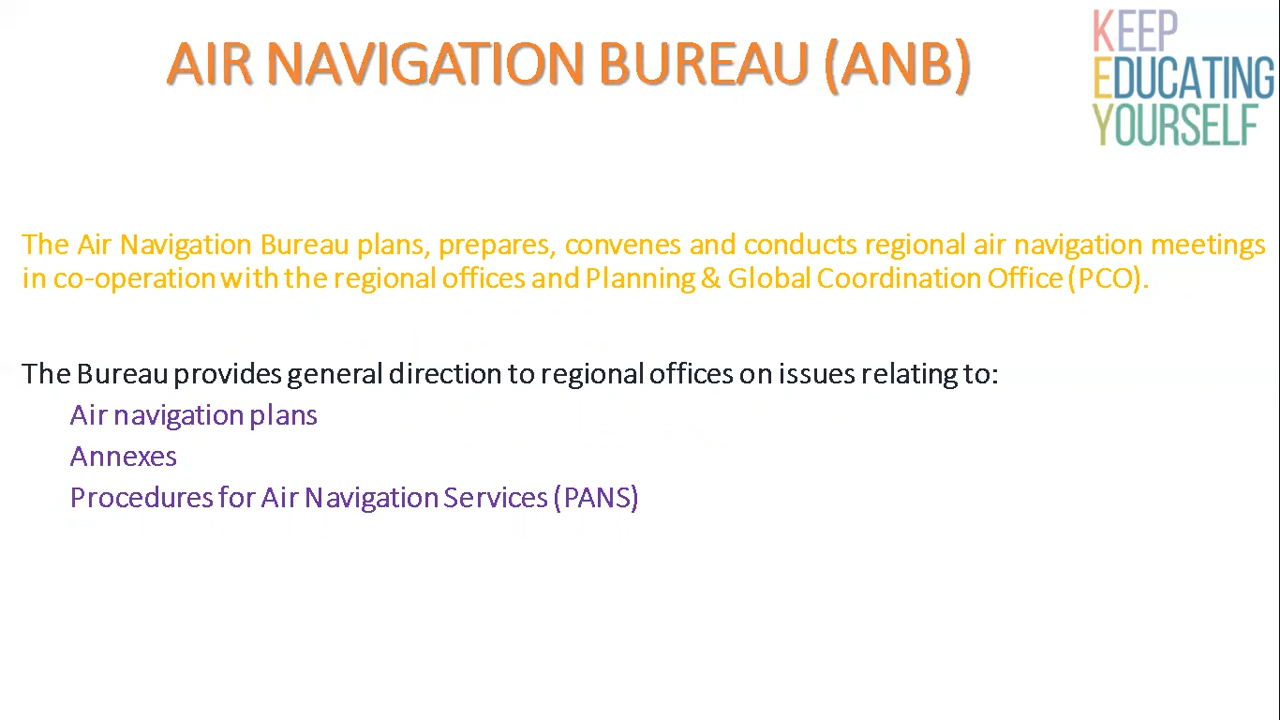 AIR NAVIGATION BUREAU (ANB)
KEEP
EDUCATING
YOURSELF
The Air Navigation Bureau plans, prepares, convenes and conducts regional air navigation meetings
in co-operation with the regional offices and Planning & Global Coordination Office (PCO).
The Bureau provides general direction to regional offices on issues relating to:
Air navigation plans
Annexes
Procedures for Air Navigation Services (PANS)